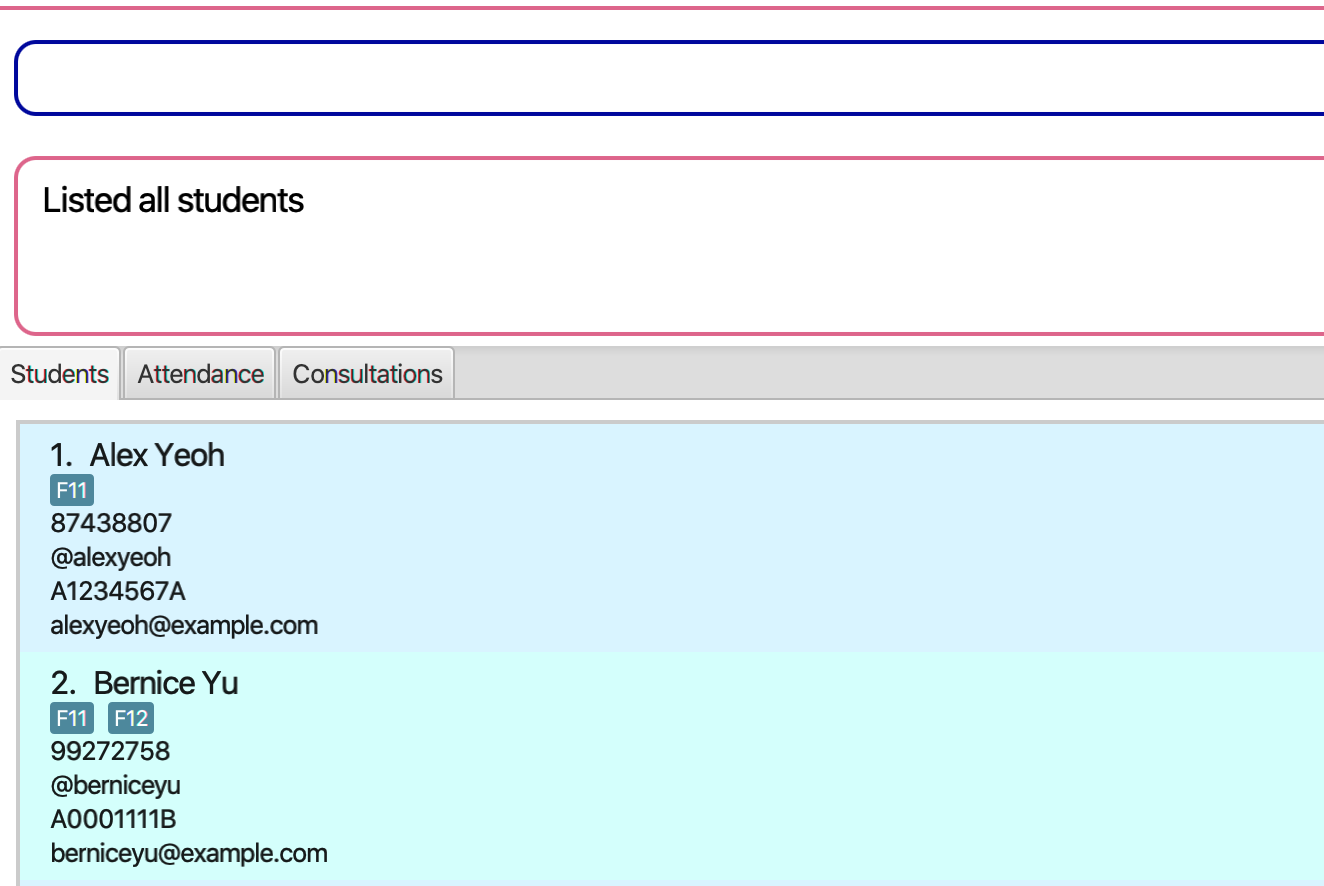 Listed all students
Students Attendance Consultations
1. Alex Yeoh
F11
87438807
@alexyeoh
A1234567A
alexyeoh@example.com
2. Bernice Yu
F11 F12
99272758
@berniceyu
A0001111B
berniceyu@example.com